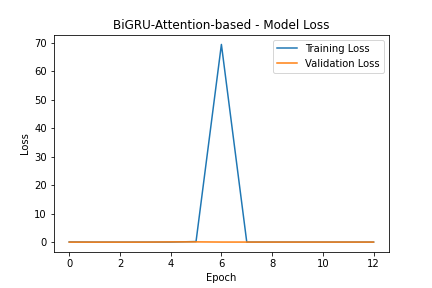 BiGRU-Attention-based - Model Loss
Training Loss
Validation Loss
70
60
50
40
30
20
10
0
Loss
0 2 4 6 8 10 12
Epoch